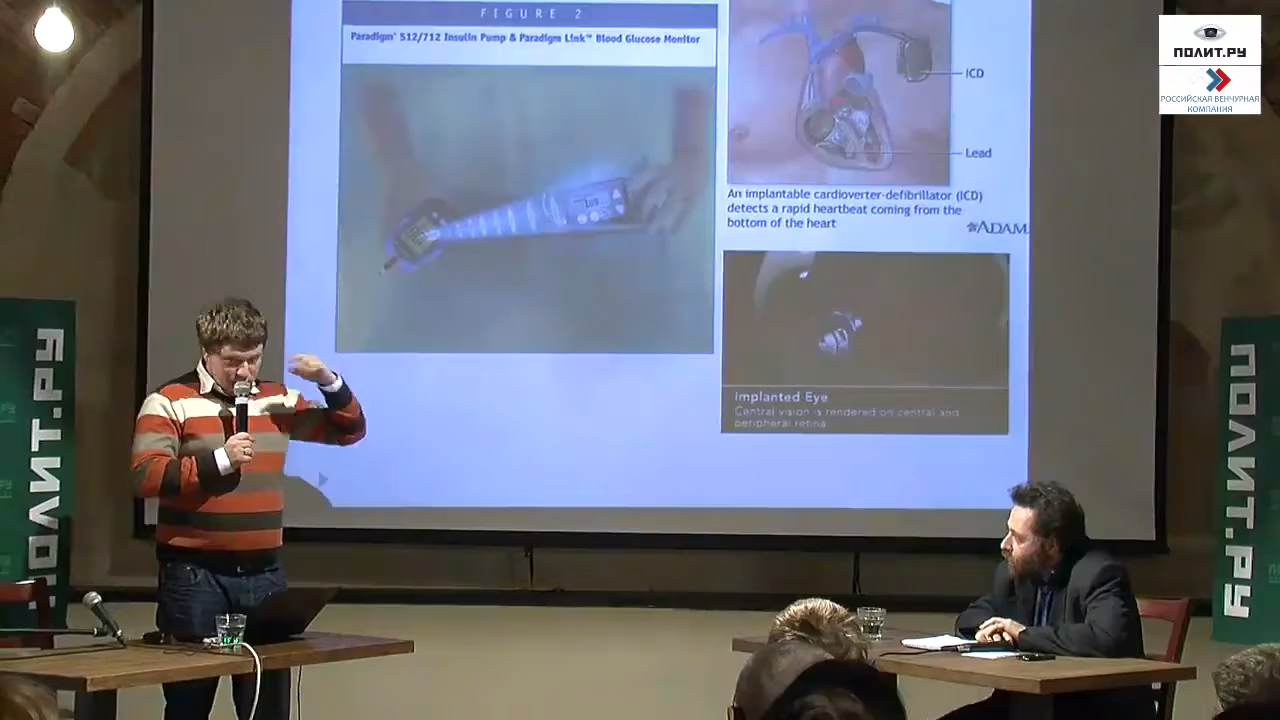 FIGURE 2
Paradigm® 512/712 Insulin Pump & Paradigm Link™ Blood Glucose Monitor
ICD
Lead
An implantable cardioverter-defibrillator (ICD)
detects a rapid heartbeat coming from the
bottom of the heart
ADAM.
Implanted Eye
Central vision is rendered on central and
peripheral retina
ПОЛИТ.РУ
РОССИЙСКАЯ ВЕНЧУРНАЯ
КОМПАНИЯ
ПОЛИТ.РУ
ПОЛИТ.РУ